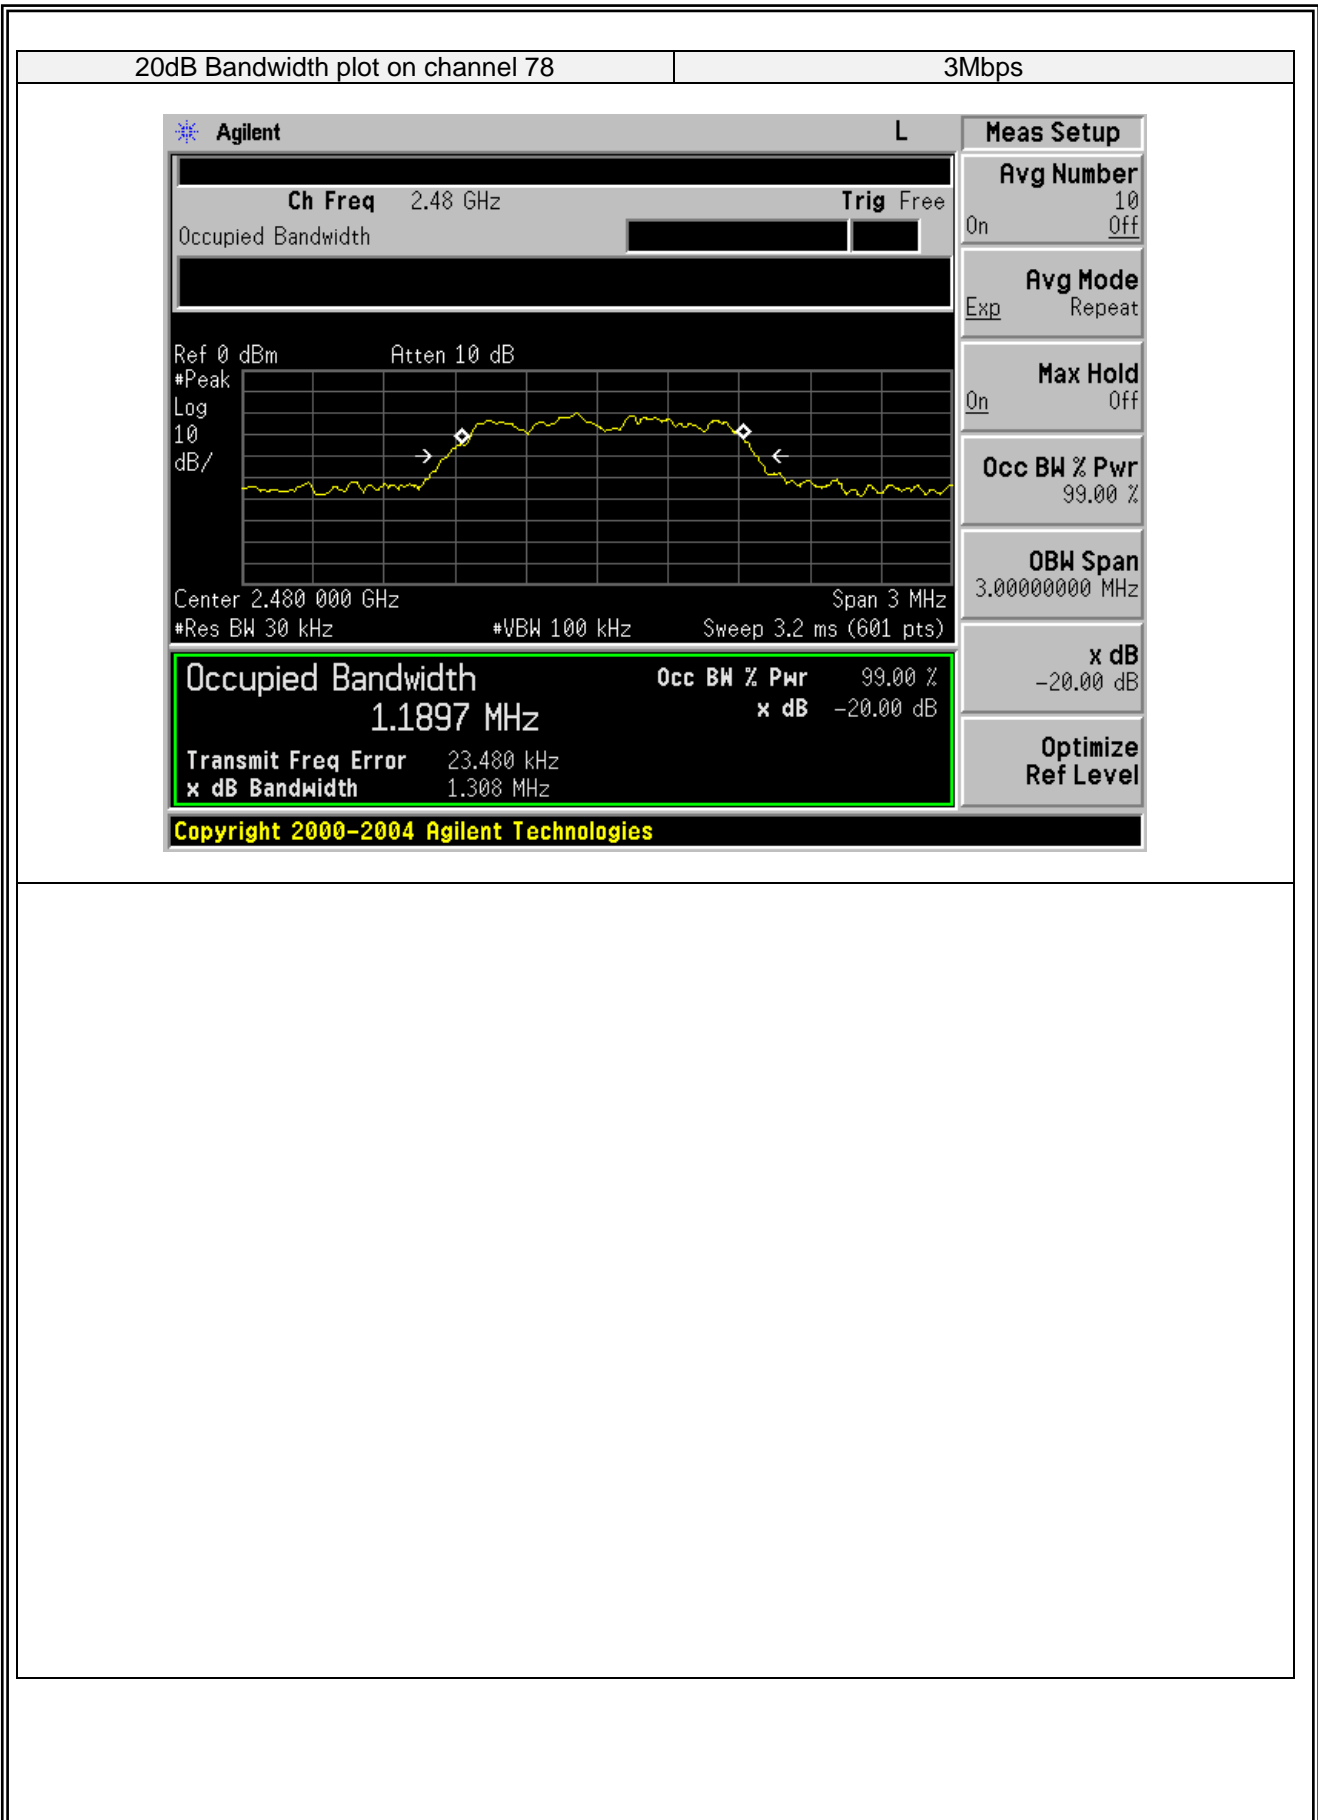 20dB Bandwidth plot on channel 78 3Mbps
Agilent L Meas Setup
Ch Freq 2.48 GHz Trig Free
Occupied Bandwidth
Avg Number
10
On Off
Avg Mode
Exp Repeat
Max Hold
On Off
Occ BW % Pwr
99.00 %
OBW Span
3.00000000 MHz
x dB
-20.00 dB
Optimize
Ref Level
Ref 0 dBm Atten 10 dB
#Peak
Log
10
dB/
Center 2.480 000 GHz Span 3 MHz
#Res BW 30 kHz #VBW 100 kHz Sweep 3.2 ms (601 pts)
Occupied Bandwidth Occ BW % Pwr 99.00 %
1.1897 MHz x dB -20.00 dB
Transmit Freq Error 23.480 kHz
x dB Bandwidth 1.308 MHz
Copyright 2000-2004 Agilent Technologies